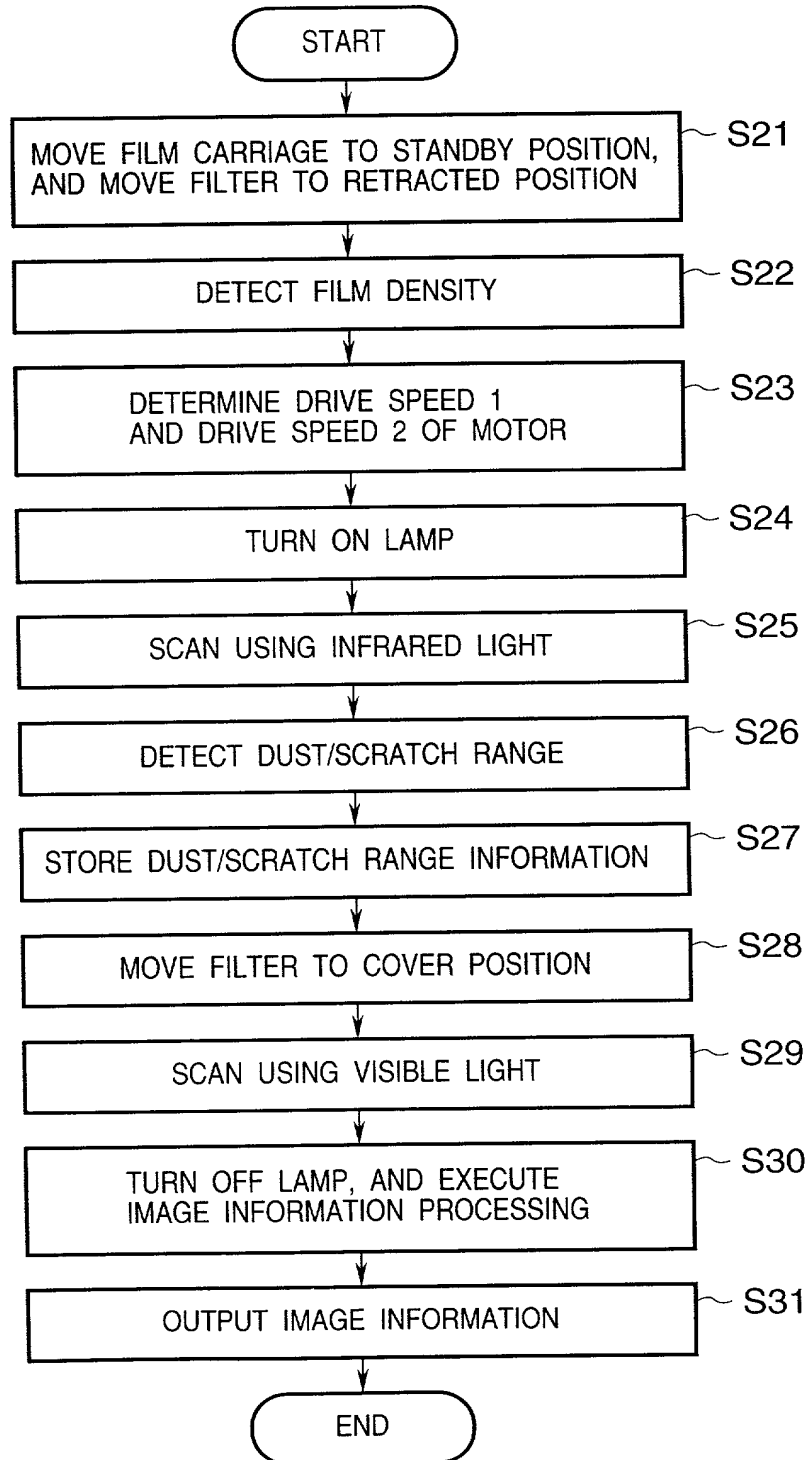 START
MOVE FILM CARRIAGE TO STANDBY POSITION,
AND MOVE FILTER TO RETRACTED POSITION
S21
DETECT FILM DENSITY
S22
DETERMINE DRIVE SPEED 1
AND DRIVE SPEED 2 OF MOTOR
S23
TURN ON LAMP
S24
SCAN USING INFRARED LIGHT
S25
DETECT DUST/SCRATCH RANGE
S26
STORE DUST/SCRATCH RANGE INFORMATION
S27
MOVE FILTER TO COVER POSITION
S28
SCAN USING VISIBLE LIGHT
S29
TURN OFF LAMP, AND EXECUTE
IMAGE INFORMATION PROCESSING
S30
OUTPUT IMAGE INFORMATION
S31
END